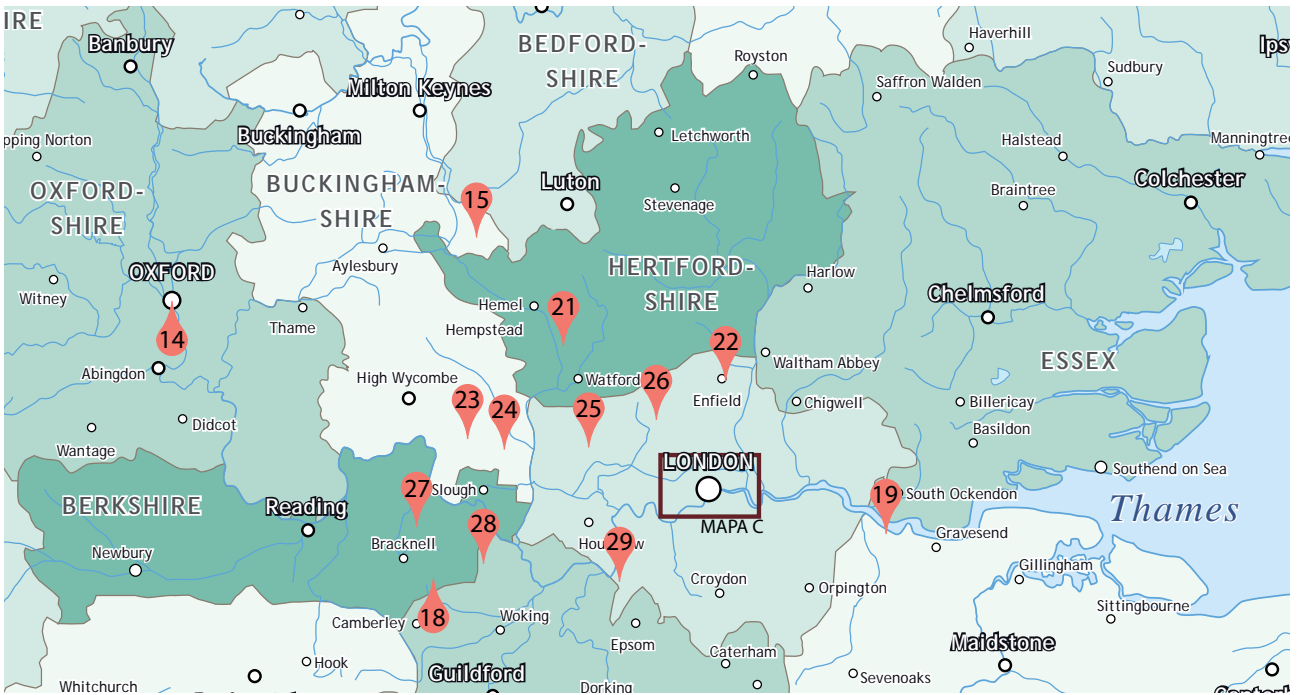 IRE
Banbury
BEDFORD-
SHIRE
Haverhill
Royston
Sudbury
Milton Keynes
Saffron Walden
Buckingham
pping Norton
Letchworth
Halstead
Manningtree
OXFORD-
SHIRE
BUCKINGHAM-
SHIRE
15
Luton
Stevenage
Braintree
Colchester
Aylesbury
OXFORD
HERTFORD-
SHIRE
Harlow
Witney
Thame
Hemel
Hempstead
21
Chelmsford
14
22
Abingdon
High Wycombe
Watford
26
Waltham Abbey
ESSEX
23
24
25
Enfield
Chigwell
Billericay
Didcot
Wantage
Basildon
LONDON
Southend on Sea
BERKSHIRE
Reading
27
Slough
19
South Ockendon
Thames
28
MAPA C
Newbury
Bracknell
29
Gravesend
Gillingham
Croydon
Orpington
Sittingbourne
Camberley
18
Woking
Epsom
Maidstone
Caterham
Hook
Guildford
Sevenoaks
Whitchurch
Dorking